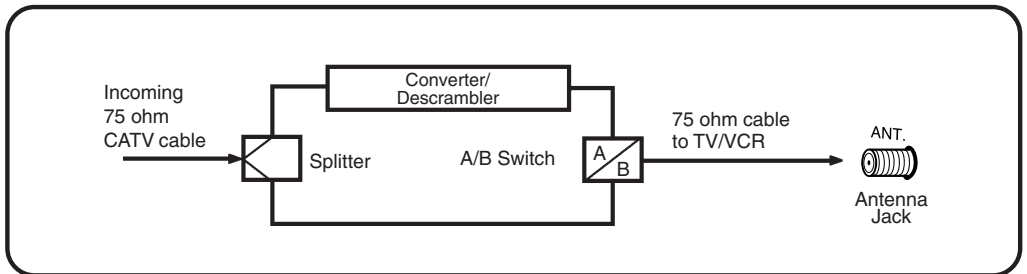 Incoming
75 ohm
CATV cable
Splitter
Converter/
Descrambler
A/B Switch
A
B
75 ohm cable
to TV/VCR
ANT.
Antenna
Jack